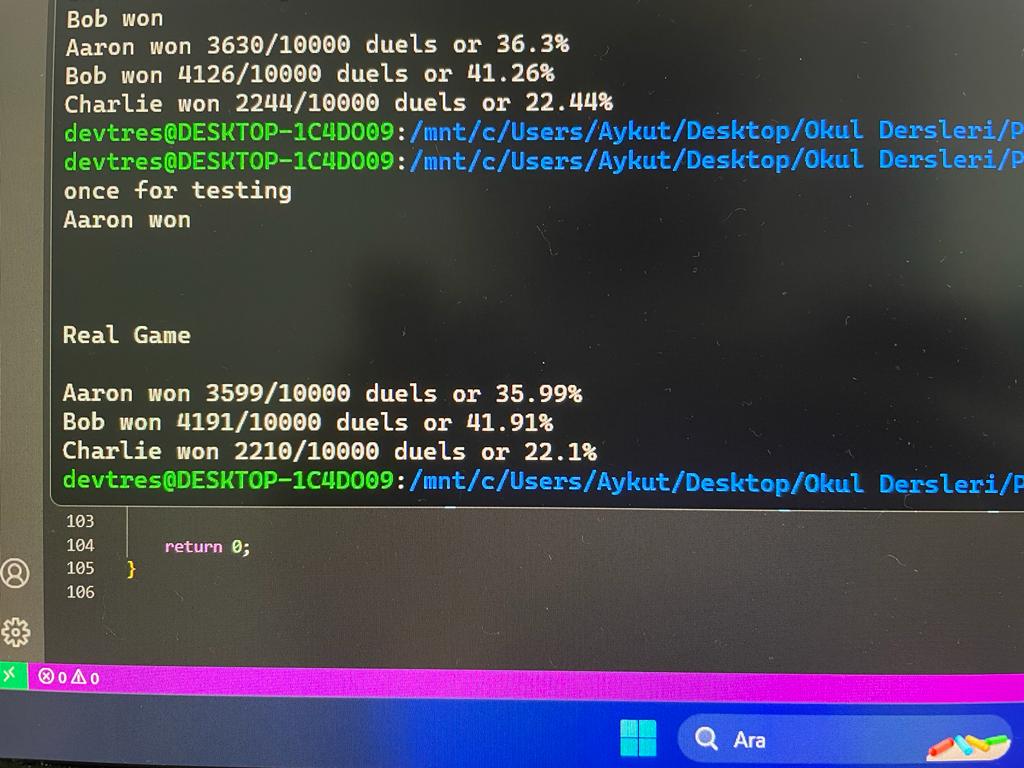 Bob won
Aaron won 3630/10000 duels or 36.3%
Bob won 4126/10000 duels or 41.26%
Charlie won 2244/10000 duels or 22.44%
devtres@DESKTOP-1C4DO09:/mnt/c/Users/Aykut/Desktop/Okul Dersleri/P
devtres@DESKTOP-1C4DO09:/mnt/c/Users/Aykut/Desktop/Okul Dersleri/P
once for testing
Aaron won
Real Game
Aaron won 3599/10000 duels or 35.99%
Bob won 4191/10000 duels or 41.91%
Charlie won 2210/10000 duels or 22.1%
devtres@DESKTOP-1C4DO09:/mnt/c/Users/Aykut/Desktop/Okul Dersleri/P
103
104 return 0;
105 }
106
0 0
Ara